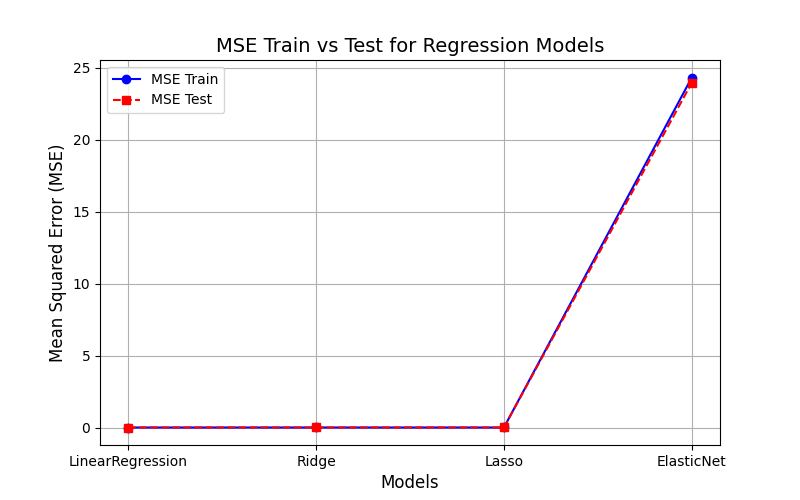 MSE Train vs Test for Regression Models
MSE Train
MSE Test
Mean Squared Error (MSE)
25
20
15
10
5
0
LinearRegression
Ridge
Lasso
ElasticNet
Models